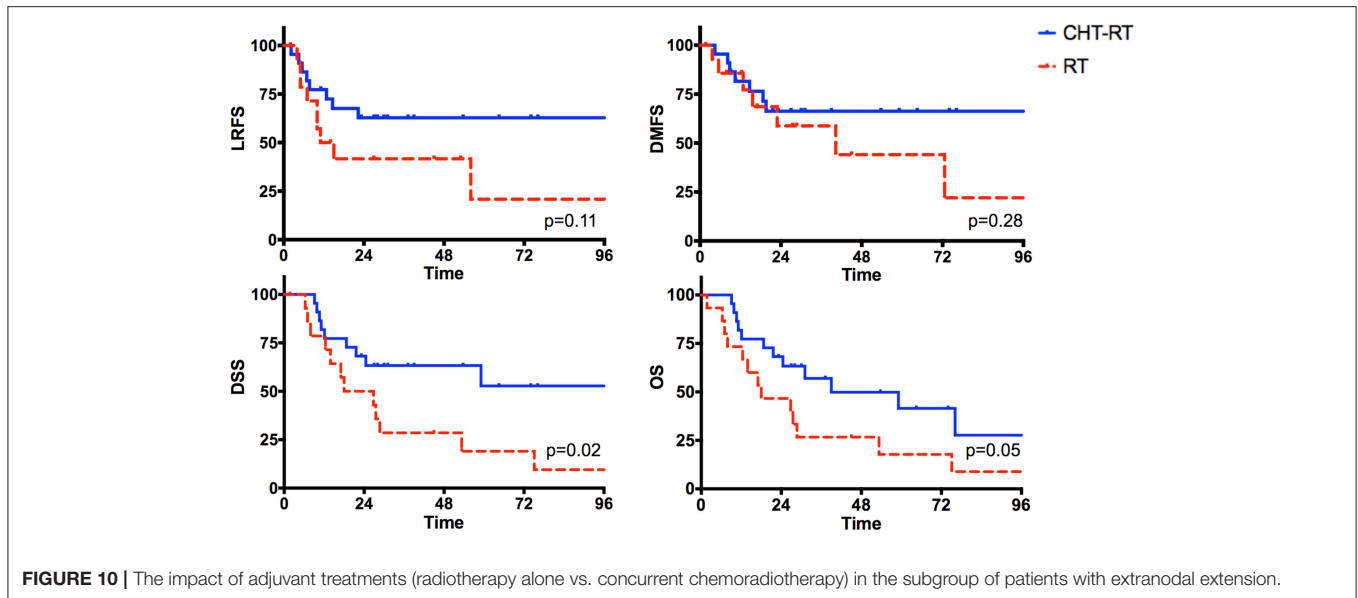 CHT-RT
RT
100
75
50
25
0
LRFS
p=0.11
0 24 48 72 96
Time
100
75
50
25
0
DMFS
p=0.28
0 24 48 72 96
Time
100
75
50
25
0
DSS
p=0.02
0 24 48 72 96
Time
100
75
50
25
0
OS
p=0.05
0 24 48 72 96
Time
FIGURE 10 | The impact of adjuvant treatments (radiotherapy alone vs. concurrent chemoradiotherapy) in the subgroup of patients with extranodal extension.